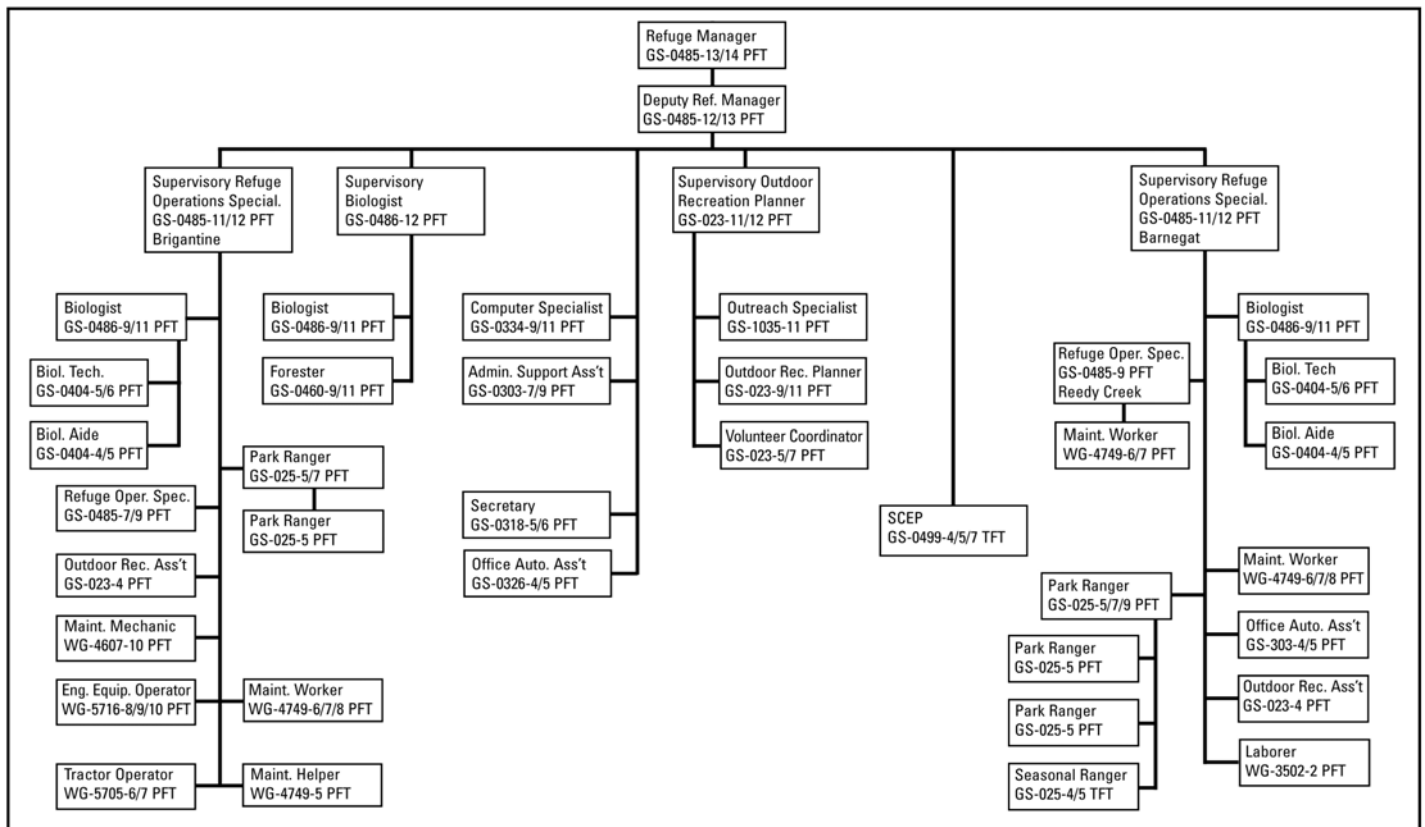 Refuge Manager
GS-0485-13/14 PFT
Deputy Ref. Manager
GS-0485-12/13 PFT
Supervisory Refuge
Operations Special.
GS-0485-11/12 PFT
Brigantine
Supervisory
Biologist
GS-0486-12 PFT
Supervisory Outdoor
Recreation Planner
GS-023-11/12 PFT
Supervisory Refuge
Operations Special.
GS-0485-11/12 PFT
Barnegat
Biologist
GS-0486-9/11 PFT
Biol. Tech.
GS-0404-5/6 PFT
Biol. Aide
GS-0404-4/5 PFT
Park Ranger
GS-025-5/7 PFT
Park Ranger
GS-025-5 PFT
Refuge Oper. Spec.
GS-0485-7/9 PFT
Outdoor Rec. Ass't
GS-023-4 PFT
Maint. Mechanic
WG-4607-10 PFT
Eng. Equip. Operator
WG-5716-8/9/10 PFT
Maint. Worker
WG-4749-6/7/8 PFT
Tractor Operator
WG-5705-6/7 PFT
Maint. Helper
WG-4749-5 PFT
Biologist
GS-0486-9/11 PFT
Forester
GS-0460-9/11 PFT
Computer Specialist
GS-0334-9/11 PFT
Admin. Support Ass't
GS-0303-7/9 PFT
Secretary
GS-0318-5/6 PFT
Office Auto. Ass't
GS-0326-4/5 PFT
Outreach Specialist
GS-1035-11 PFT
Outdoor Rec. Planner
GS-023-9/11 PFT
Volunteer Coordinator
GS-023-5/7 PFT
SCEP
GS-0499-4/5/7 TFT
Biologist
GS-0486-9/11 PFT
Biol. Tech
GS-0404-5/6 PFT
Biol. Aide
GS-0404-4/5 PFT
Refuge Oper. Spec.
GS-0485-9 PFT
Reedy Creek
Maint. Worker
WG-4749-6/7 PFT
Maint. Worker
WG-4749-6/7/8 PFT
Park Ranger
GS-025-5/7/9 PFT
Park Ranger
GS-025-5 PFT
Park Ranger
GS-025-5 PFT
Seasonal Ranger
GS-025-4/5 TFT
Office Auto. Ass't
GS-303-4/5 PFT
Outdoor Rec. Ass't
GS-023-4 PFT
Laborer
WG-3502-2 PFT